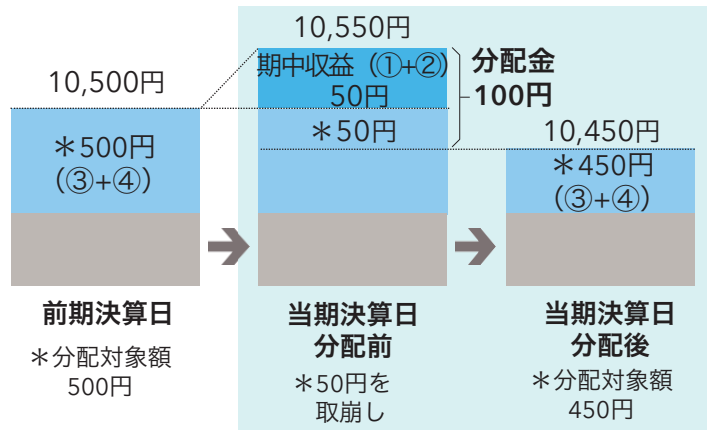 10,500円
＊500円
（③+④）
前期決算日
＊分配対象額
500円
10,550円
期中収益（①+②）
50円
＊50円
分配金
100円
当期決算日
分配前
＊50円を
取崩し
10,450円
＊450円
（③+④）
当期決算日
分配後
＊分配対象額
450円